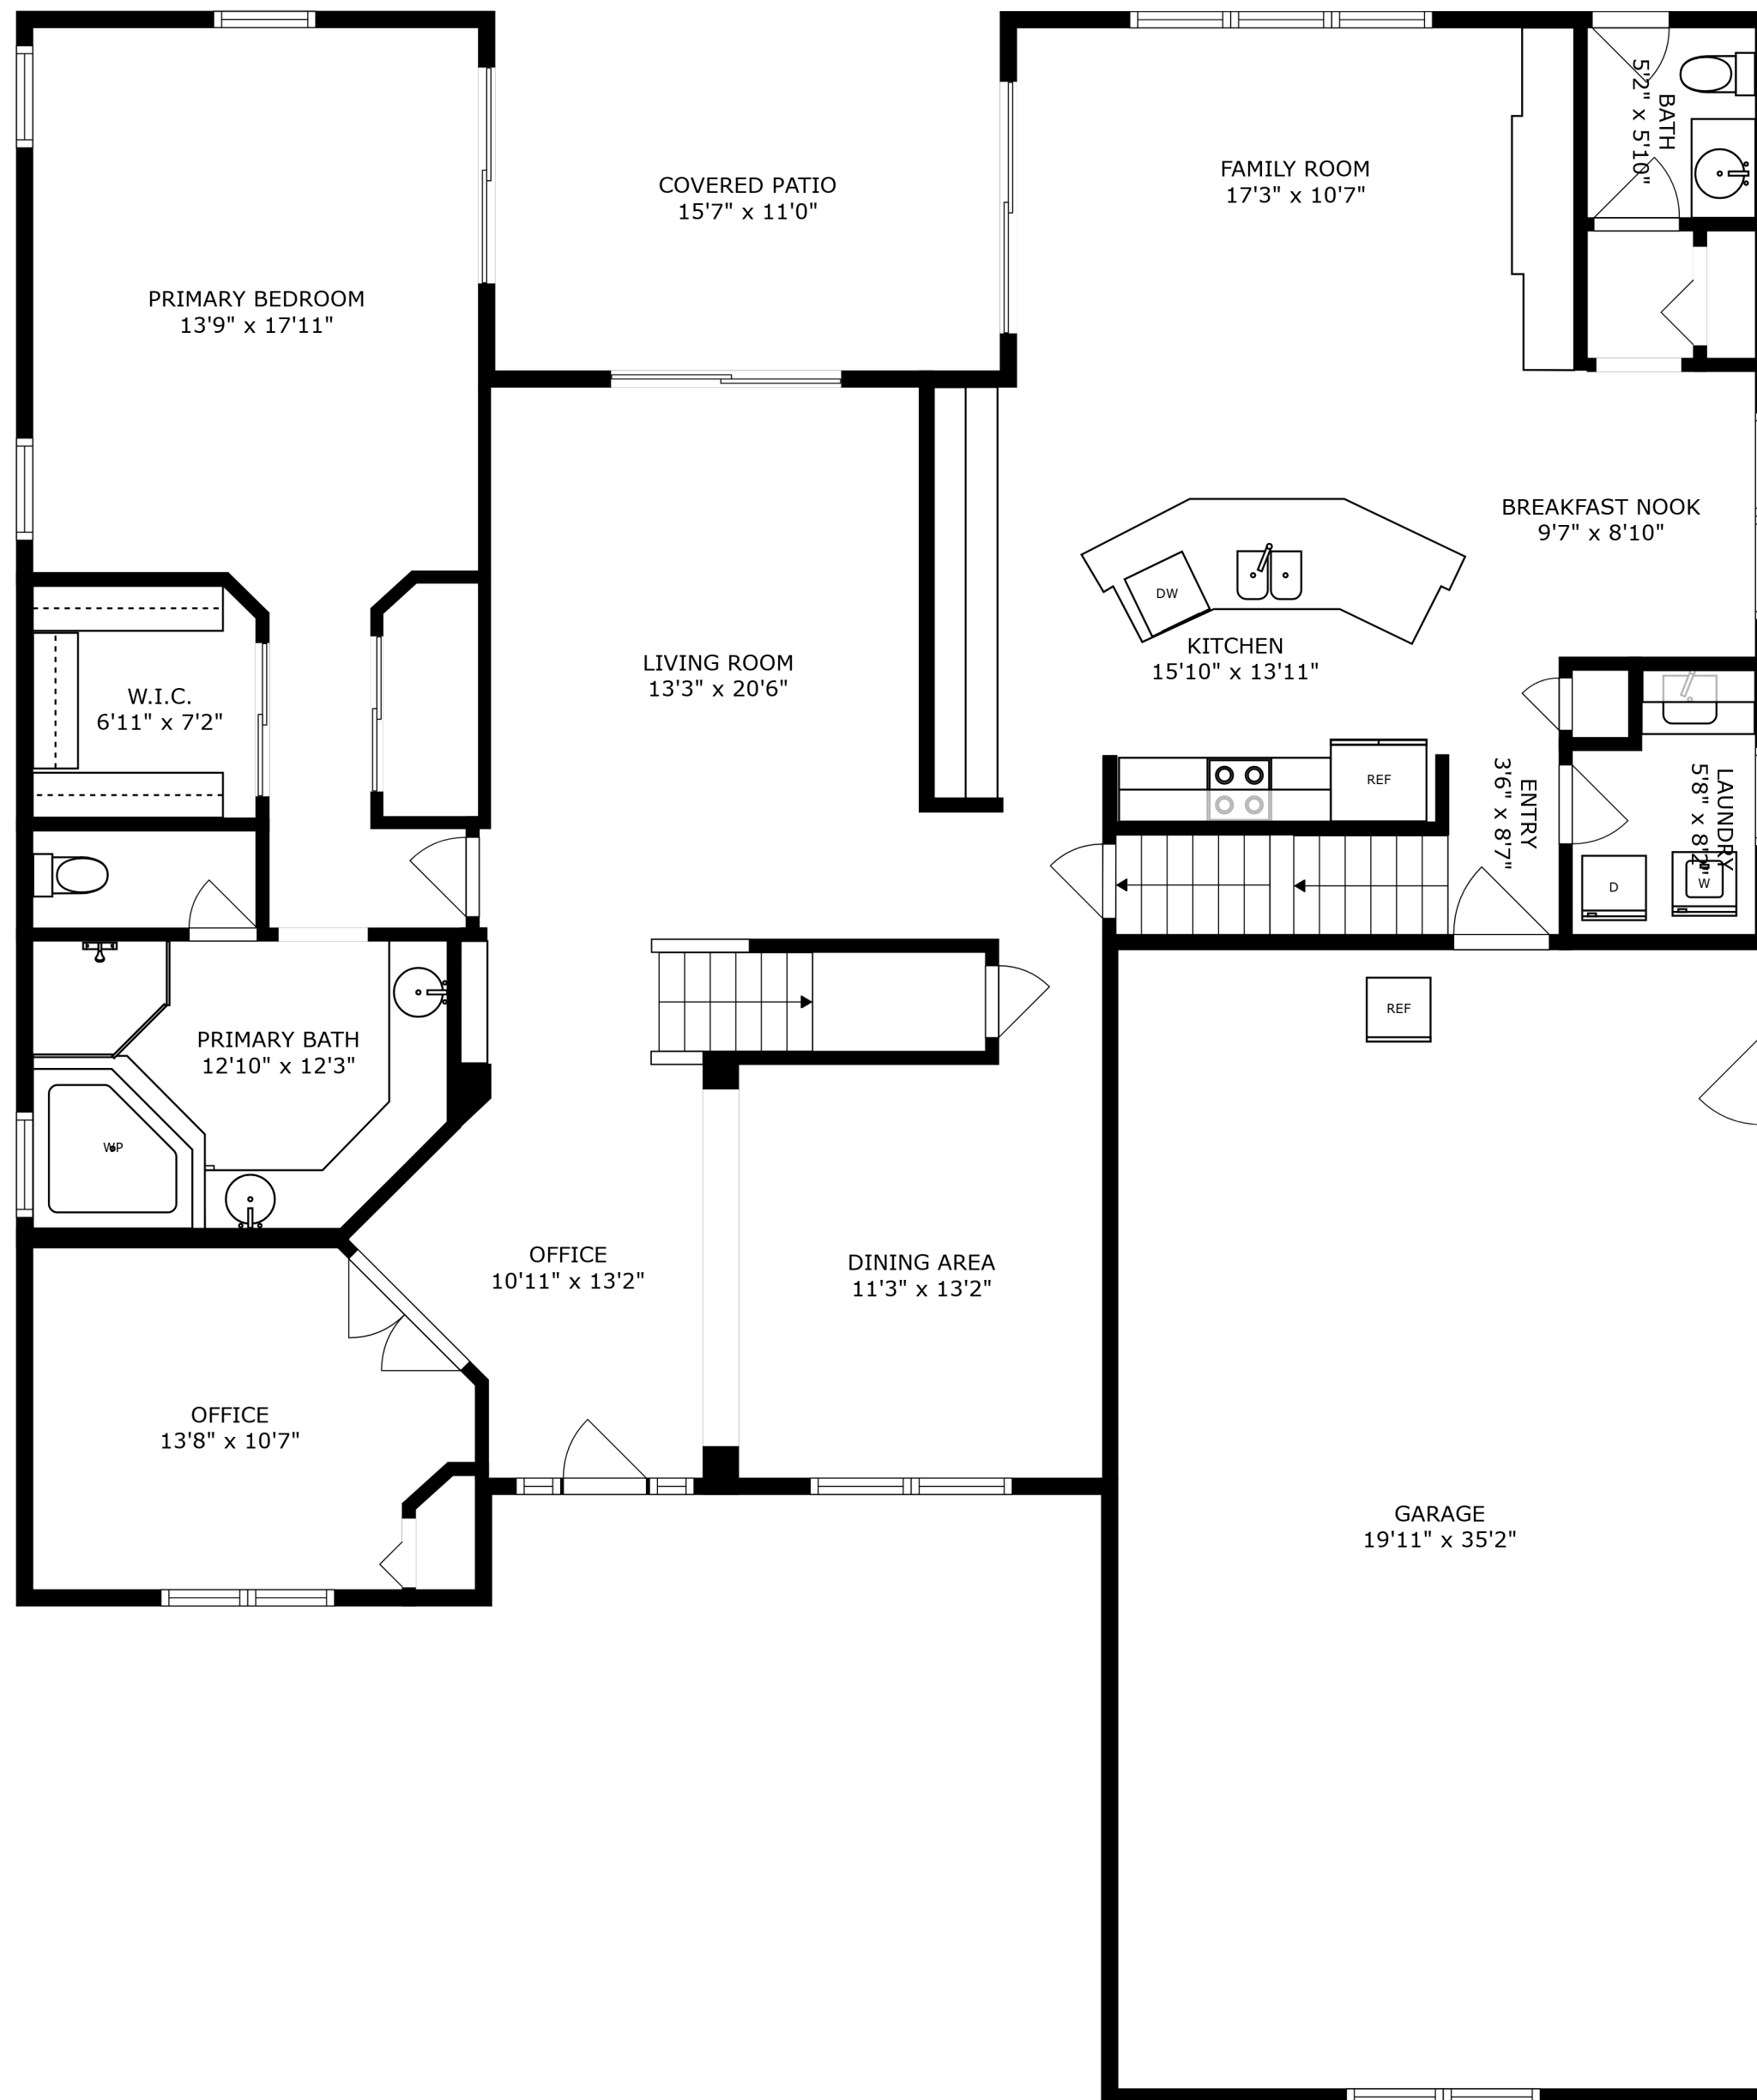 BATH
5'2" x 5'10"
FAMILY ROOM
17'3" x 10'7"
COVERED PATIO
15'7" x 11'0"
PRIMARY BEDROOM
13'9" x 17'11"
BREAKFAST NOOK
9'7" x 8'10"
DW
KITCHEN
15'10" x 13'11"
LIVING ROOM
13'3" x 20'6"
W.I.C.
6'11" x 7'2"
REF
ENTRY
3'6" x 8'7"
LAUNDRY
5'8" x 8'2"
D
W
REF
PRIMARY BATH
12'10" x 12'3"
WP
OFFICE
10'11" x 13'2"
DINING AREA
11'3" x 13'2"
OFFICE
13'8" x 10'7"
GARAGE
19'11" x 35'2"